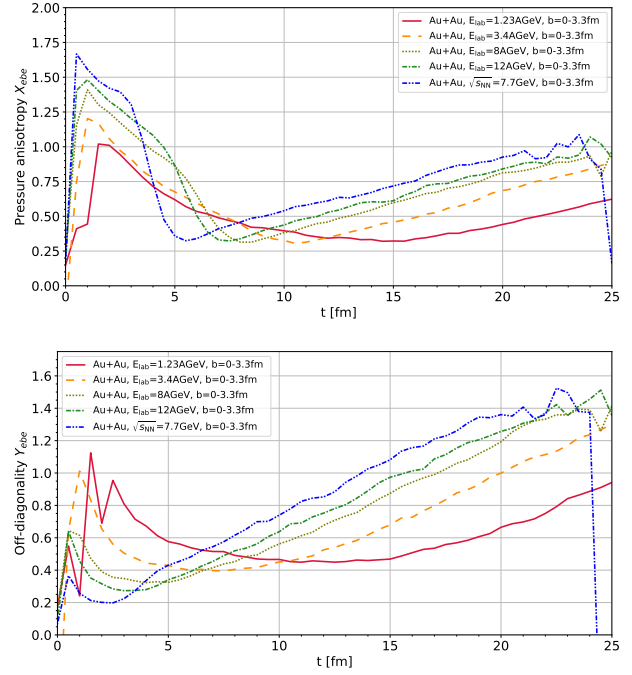 2.00
1.75
1.50
1.25
1.00
0.75
0.50
0.25
0.00
Pressure anisotropy X_ebe
Au+Au, E_lab=1.23AGeV, b=0-3.3fm
Au+Au, E_lab=3.4AGeV, b=0-3.3fm
Au+Au, E_lab=8AGeV, b=0-3.3fm
Au+Au, E_lab=12AGeV, b=0-3.3fm
Au+Au, √s_NN=7.7GeV, b=0-3.3fm
0 5 10 15 20 25
t [fm]
1.6
1.4
1.2
1.0
0.8
0.6
0.4
0.2
0.0
Off-diagonality Y_ebe
Au+Au, E_lab=1.23AGeV, b=0-3.3fm
Au+Au, E_lab=3.4AGeV, b=0-3.3fm
Au+Au, E_lab=8AGeV, b=0-3.3fm
Au+Au, E_lab=12AGeV, b=0-3.3fm
Au+Au, √s_NN=7.7GeV, b=0-3.3fm
0 5 10 15 20 25
t [fm]